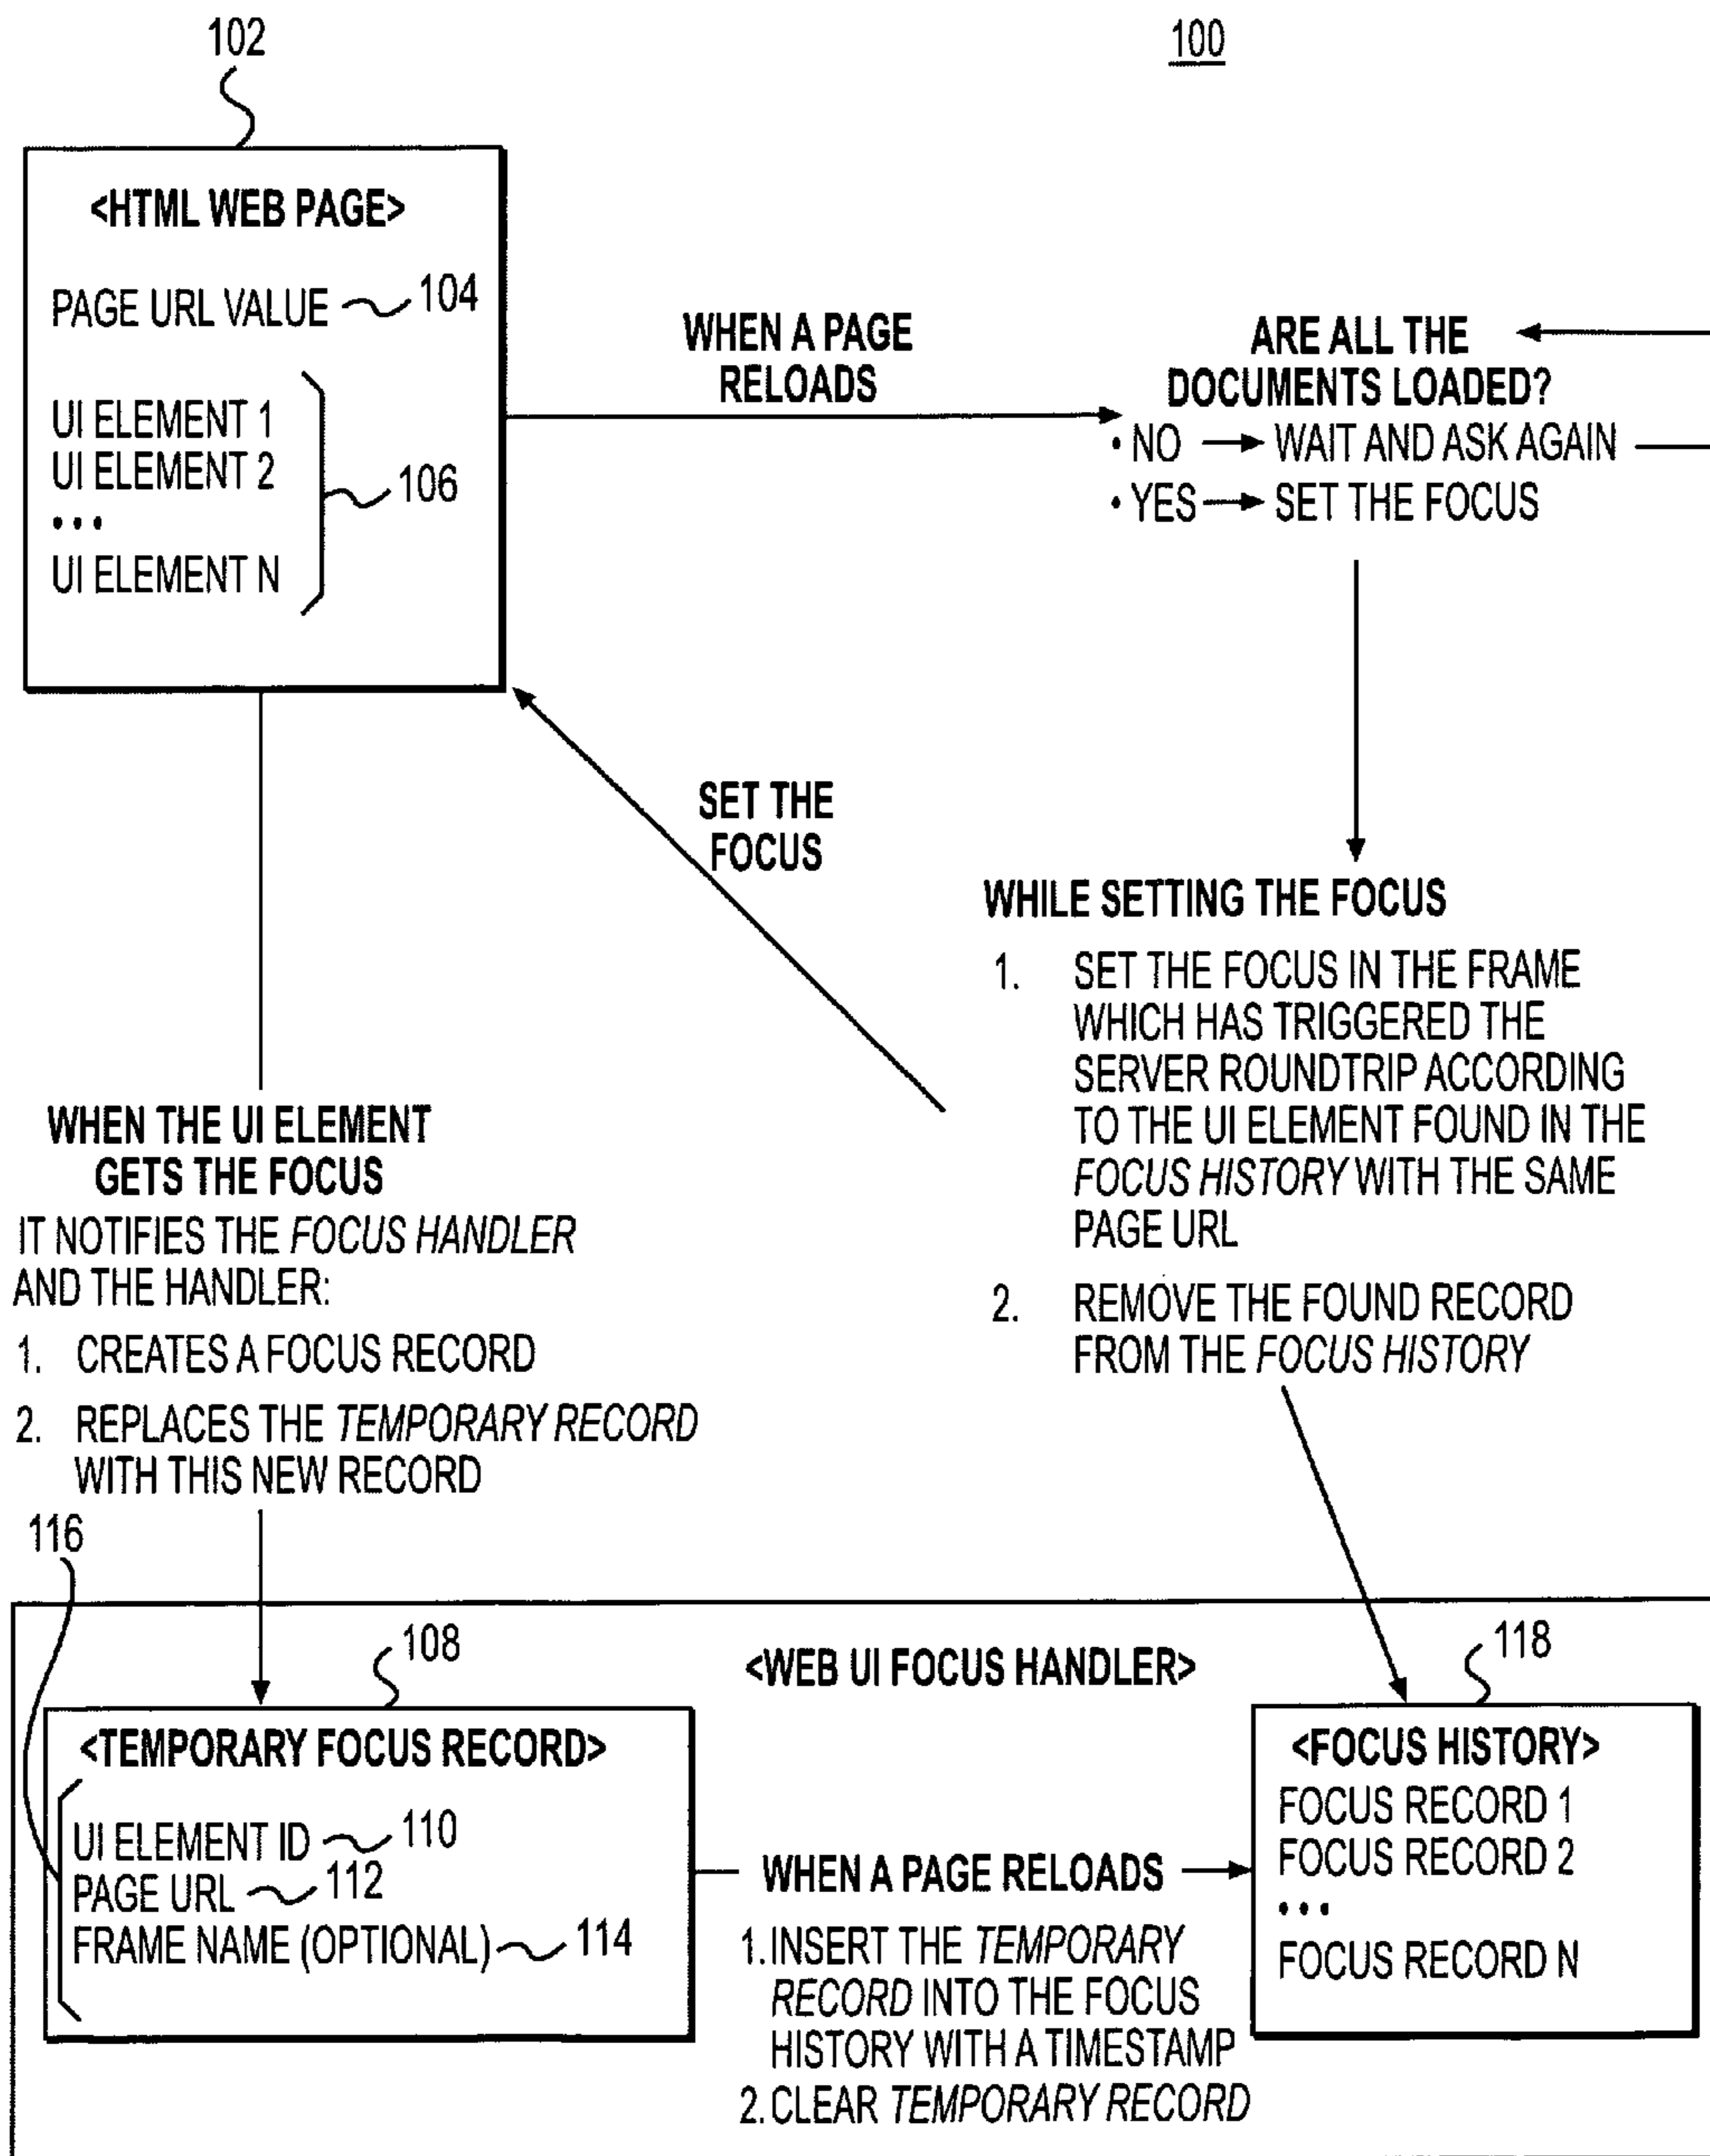 102
100
<HTML WEB PAGE>
PAGE URL VALUE 104
UI ELEMENT 1
UI ELEMENT 2
•••
UI ELEMENT N
106
WHEN A PAGE
RELOADS
ARE ALL THE
DOCUMENTS LOADED?
• NO → WAIT AND ASK AGAIN
• YES → SET THE FOCUS
SET THE
FOCUS
WHILE SETTING THE FOCUS
1. SET THE FOCUS IN THE FRAME
WHICH HAS TRIGGERED THE
SERVER ROUNDTRIP ACCORDING
TO THE UI ELEMENT FOUND IN THE
FOCUS HISTORY WITH THE SAME
PAGE URL
2. REMOVE THE FOUND RECORD
FROM THE FOCUS HISTORY
WHEN THE UI ELEMENT
GETS THE FOCUS
IT NOTIFIES THE FOCUS HANDLER
AND THE HANDLER:
1. CREATES A FOCUS RECORD
2. REPLACES THE TEMPORARY RECORD
WITH THIS NEW RECORD
116
108
<WEB UI FOCUS HANDLER>
118
<TEMPORARY FOCUS RECORD>
UI ELEMENT ID 110
PAGE URL 112
FRAME NAME (OPTIONAL) 114
WHEN A PAGE RELOADS
1. INSERT THE TEMPORARY
RECORD INTO THE FOCUS
HISTORY WITH A TIMESTAMP
2. CLEAR TEMPORARY RECORD
<FOCUS HISTORY>
FOCUS RECORD 1
FOCUS RECORD 2
•••
FOCUS RECORD N